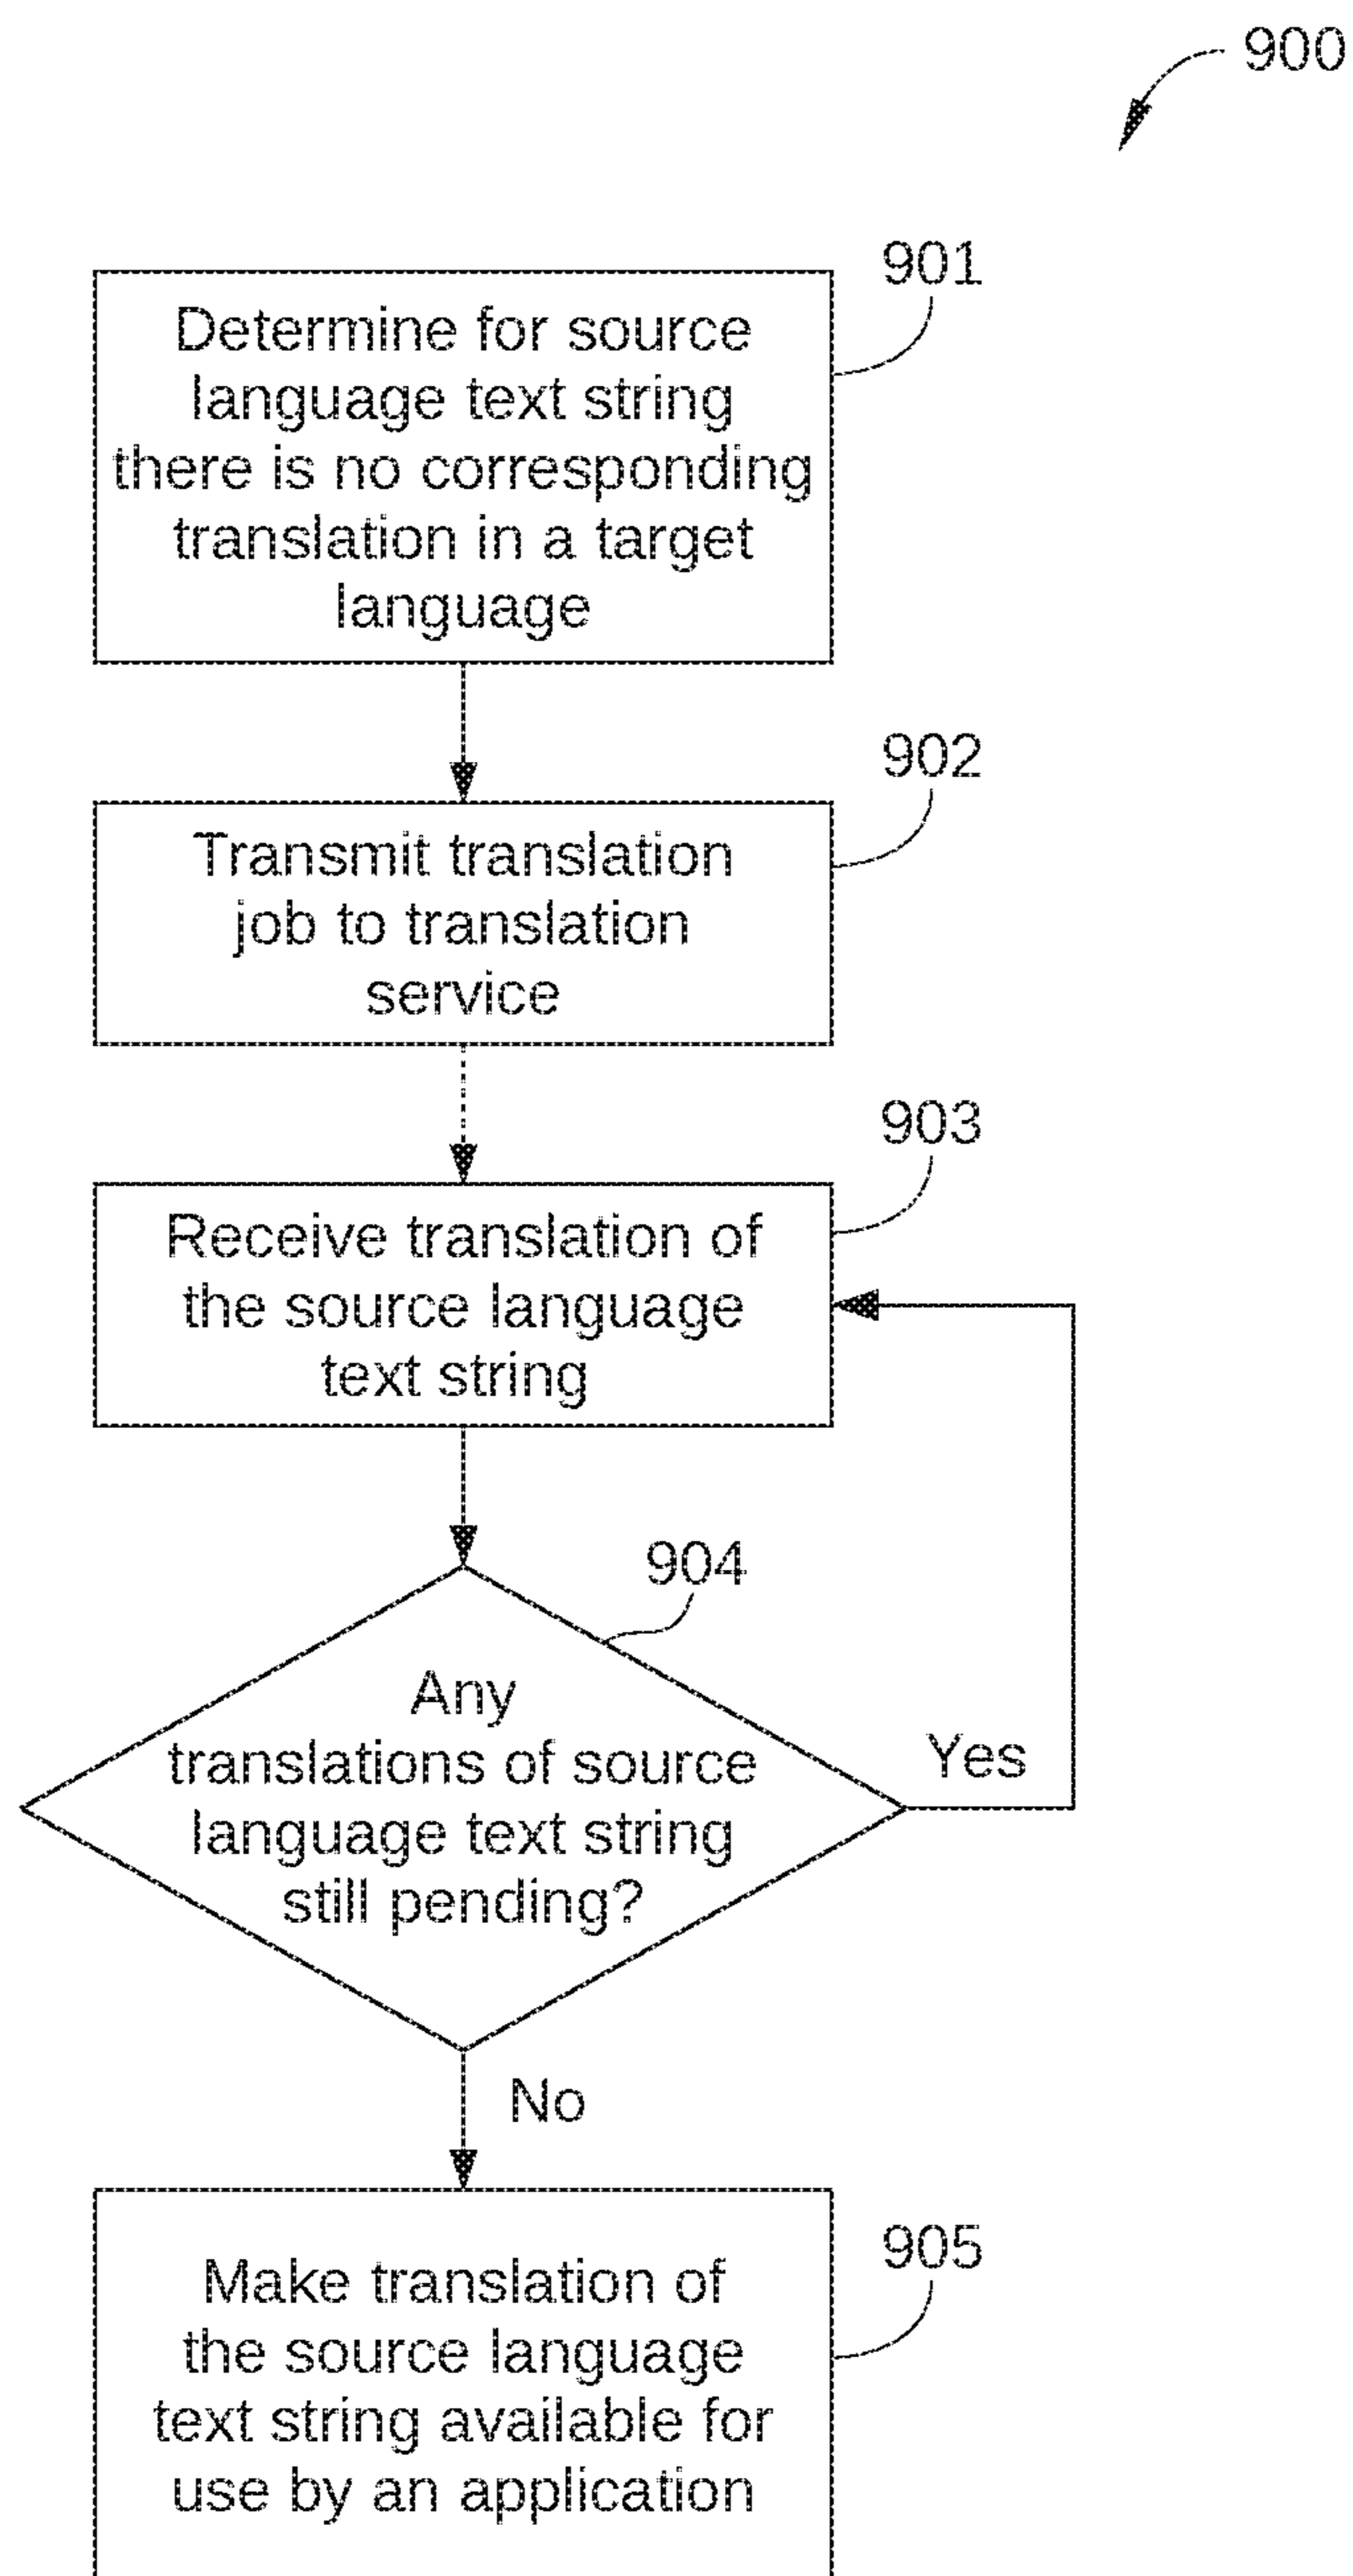 900
901
Determine for source
language text string
there is no corresponding
translation in a target
language
902
Transmit translation
job to translation
service
903
Receive translation of
the source language
text string
904
Any
translations of source
language text string
still pending?
Yes
No
905
Make translation of
the source language
text string available for
use by an application